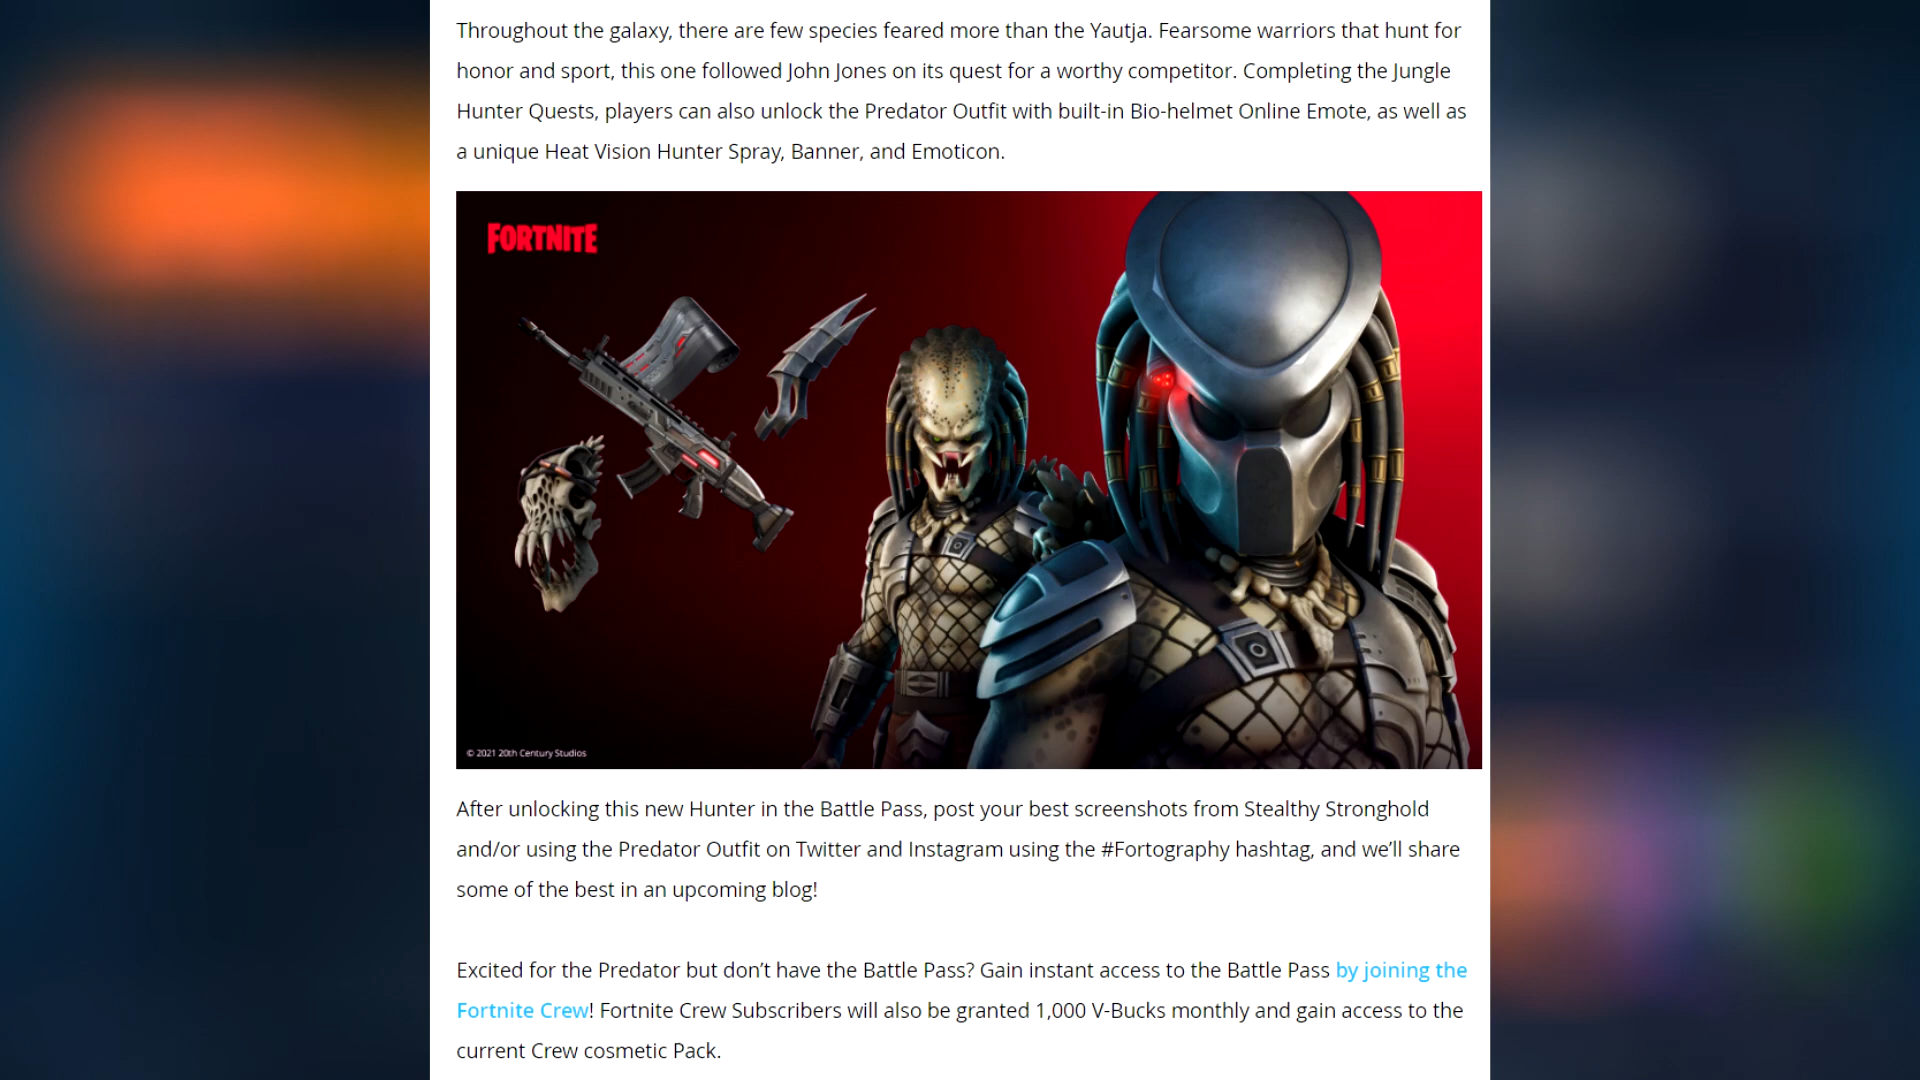 Throughout the galaxy, there are few species feared more than the Yautja. Fearsome warriors that hunt for
honor and sport, this one followed John Jones on its quest for a worthy competitor. Completing the Jungle
Hunter Quests, players can also unlock the Predator Outfit with built-in Bio-helmet Online Emote, as well as
a unique Heat Vision Hunter Spray, Banner, and Emoticon.
FORTNITE
© 2021 20th Century Studios
After unlocking this new Hunter in the Battle Pass, post your best screenshots from Stealthy Stronghold
and/or using the Predator Outfit on Twitter and Instagram using the #Fortography hashtag, and we’ll share
some of the best in an upcoming blog!
Excited for the Predator but don’t have the Battle Pass? Gain instant access to the Battle Pass by joining the
Fortnite Crew! Fortnite Crew Subscribers will also be granted 1,000 V-Bucks monthly and gain access to the
current Crew cosmetic Pack.